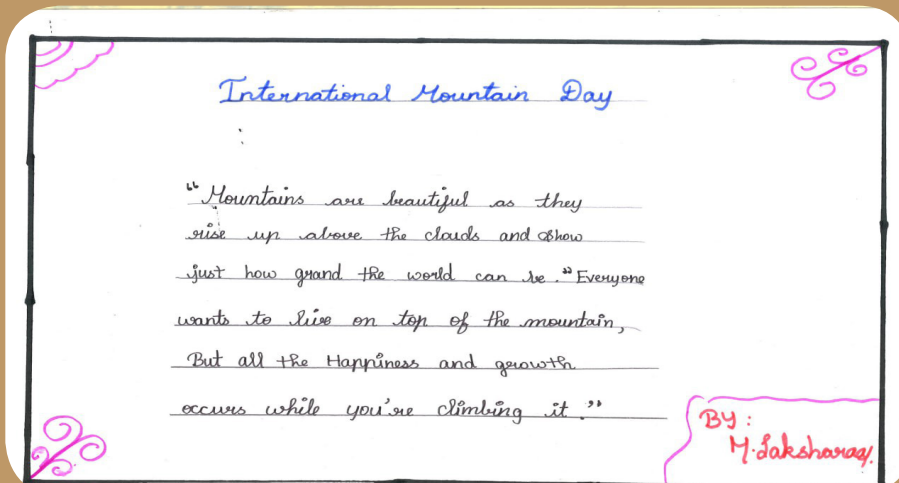 International Mountain Day
“Mountains are beautiful as they
rise up above the clouds and show
just how grand the world can be.” Everyone
wants to live on top of the mountain,
But all the Happiness and growth
occurs while you're climbing it.”
BY: